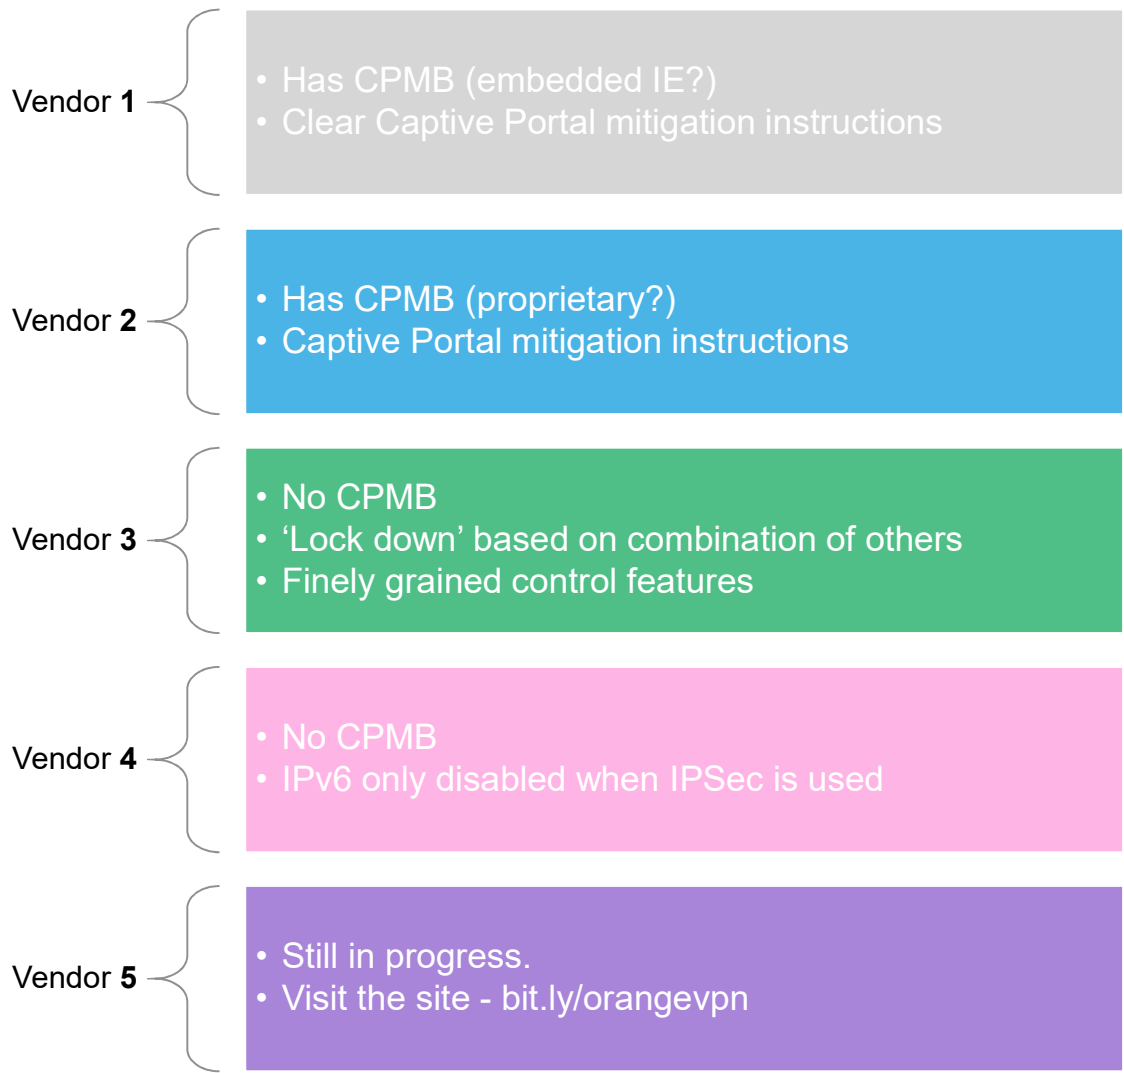 Vendor 1
• Has CPMB (embedded IE?)
• Clear Captive Portal mitigation instructions
Vendor 2
• Has CPMB (proprietary?)
• Captive Portal mitigation instructions
Vendor 3
• No CPMB
• ‘Lock down’ based on combination of others
• Finely grained control features
Vendor 4
• No CPMB
• IPv6 only disabled when IPSec is used
Vendor 5
• Still in progress.
• Visit the site - bit.ly/orangevpn